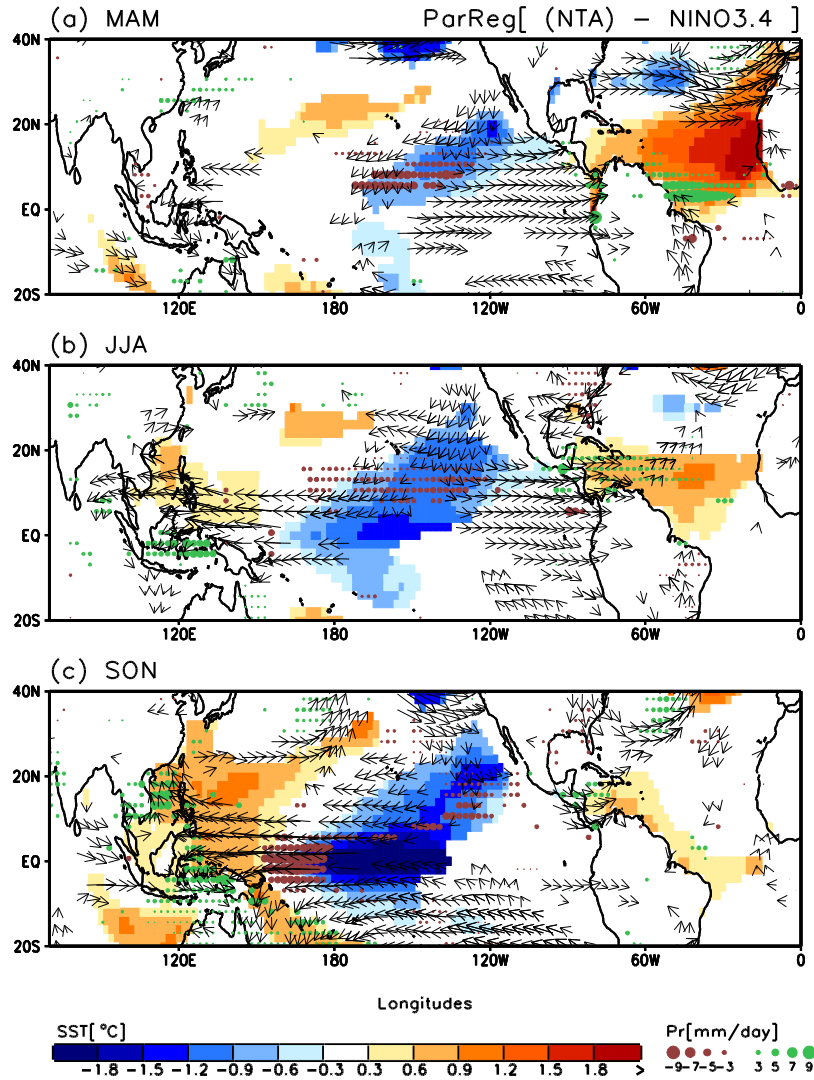 (a) MAM ParReg[ (NTA) − NINO3.4 ]
40N
20N
EQ
20S
120E 180 120W 60W 0
(b) JJA
40N
20N
EQ
20S
120E 180 120W 60W 0
(c) SON
40N
20N
EQ
20S
120E 180 120W 60W 0
Longitudes
SST[ °C] Pr[mm/day]
−1.8 −1.5 −1.2 −0.9 −0.6 −0.3 0.3 0.6 0.9 1.2 1.5 1.8 > −9 −7 −5 −3 3 5 7 9